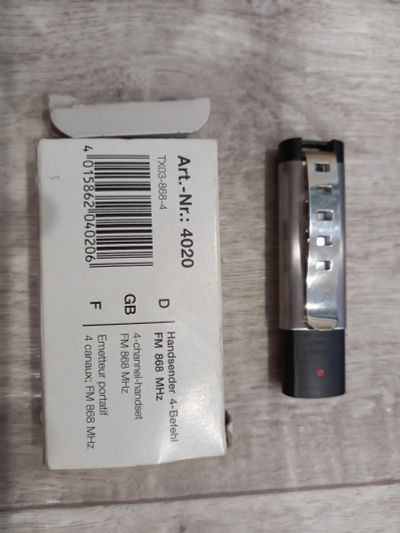 Art.-Nr.: 4020
TX03-868-4
4 015862 040206
D Handsender 4-Befehl
FM 868 MHz
GB 4-channel-handset
FM 868 MHz
F Emetteur portatif
4 canaux; FM 868 MHz